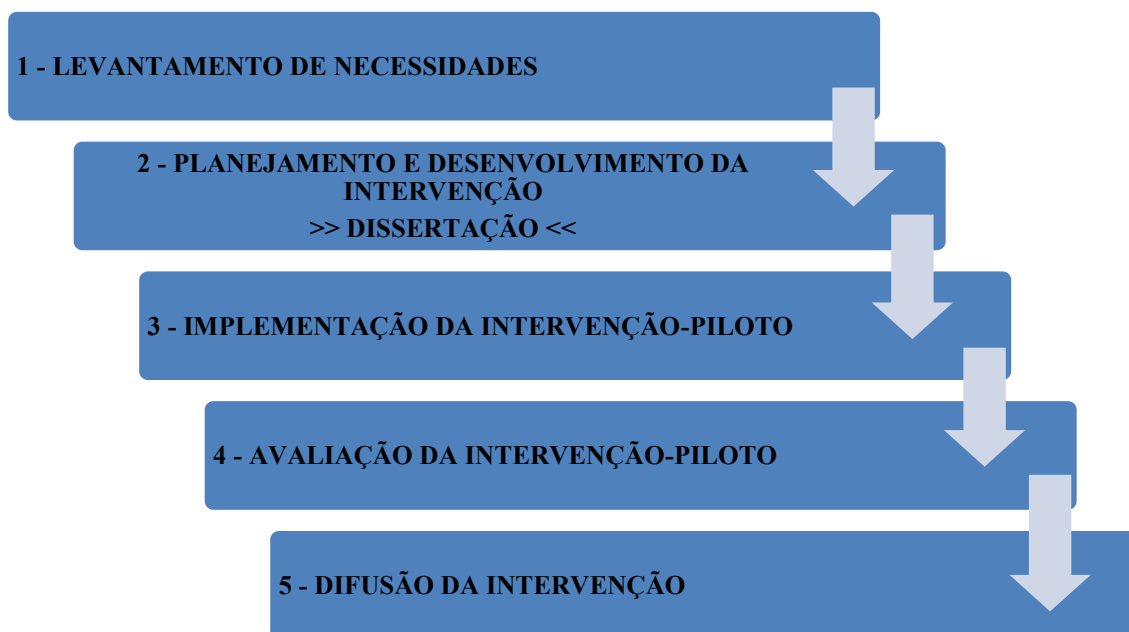 1 - LEVANTAMENTO DE NECESSIDADES
2 - PLANEJAMENTO E DESENVOLVIMENTO DA
INTERVENÇÃO
>> DISSERTAÇÃO <<
3 - IMPLEMENTAÇÃO DA INTERVENÇÃO-PILOTO
4 - AVALIAÇÃO DA INTERVENÇÃO-PILOTO
5 - DIFUSÃO DA INTERVENÇÃO